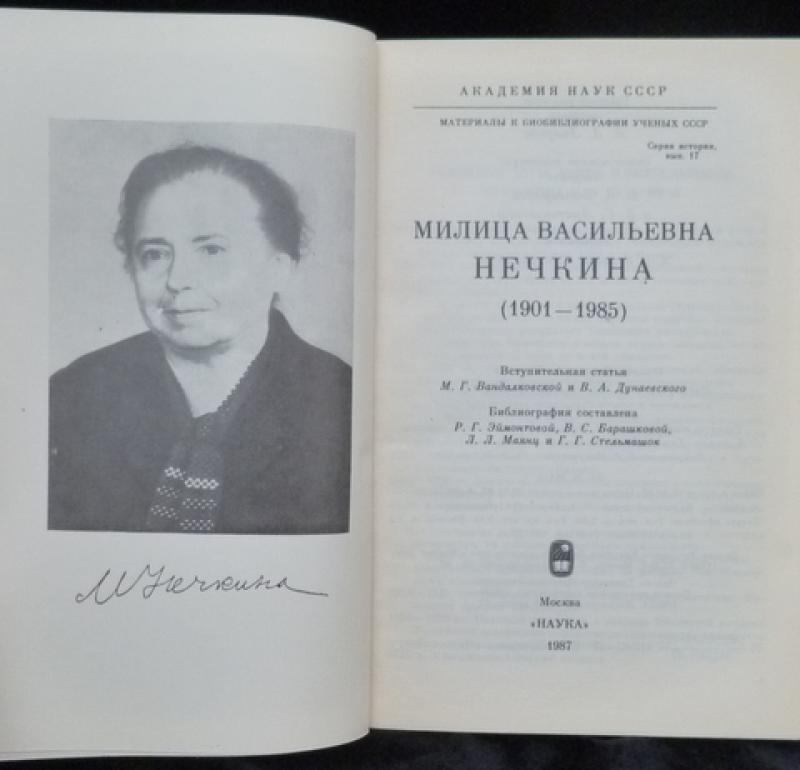 М Нечкина
АКАДЕМИЯ НАУК СССР
МАТЕРИАЛЫ К БИОБИБЛИОГРАФИИ УЧЕНЫХ СССР
Серия истории,
вып. 17
МИЛИЦА ВАСИЛЬЕВНА
НЕЧКИНА
(1901—1985)
Вступительная статья
М. Г. Вандалковской и В. А. Дунаевского
Библиография составлена
Р. Г. Эймонтовой, В. С. Барашковой,
Л. Л. Маянц и Г. Г. Стельмашок
Москва
«НАУКА»
1987